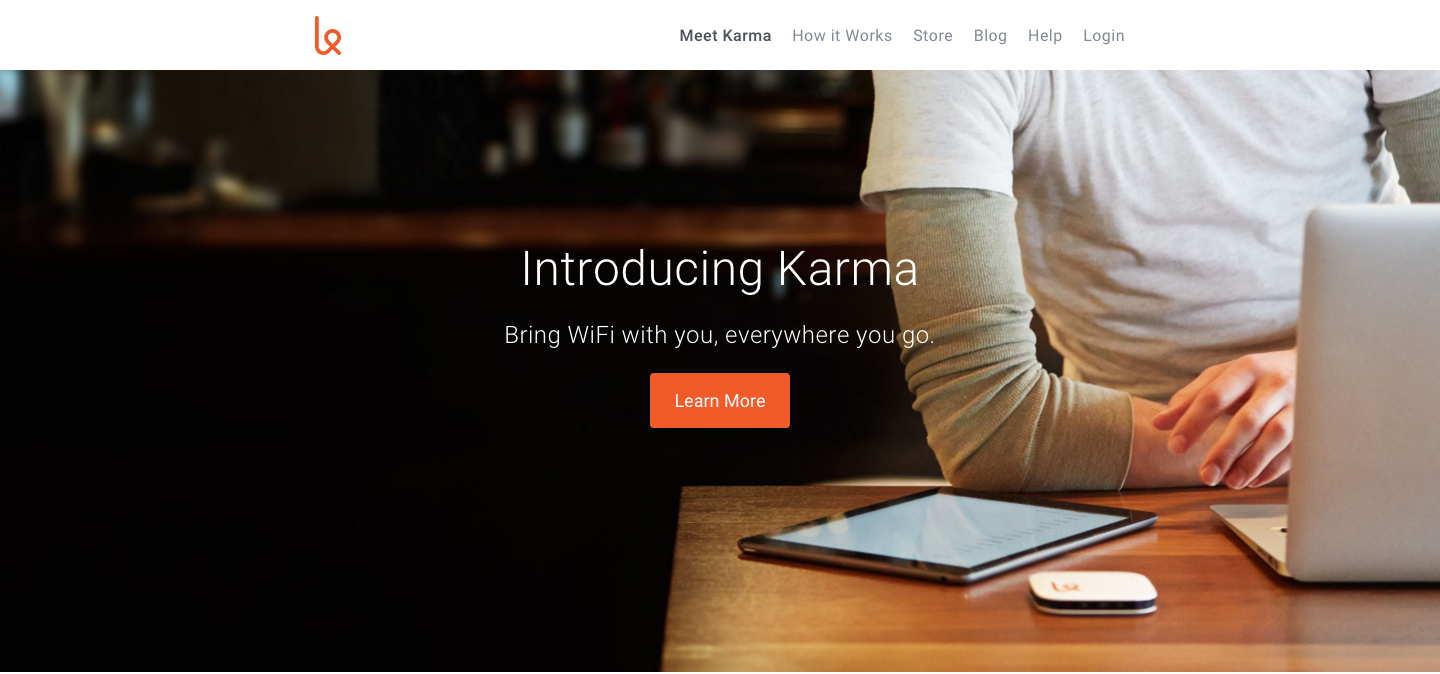 Meet Karma How it Works Store Blog Help Login
Introducing Karma
Bring WiFi with you, everywhere you go.
Learn More